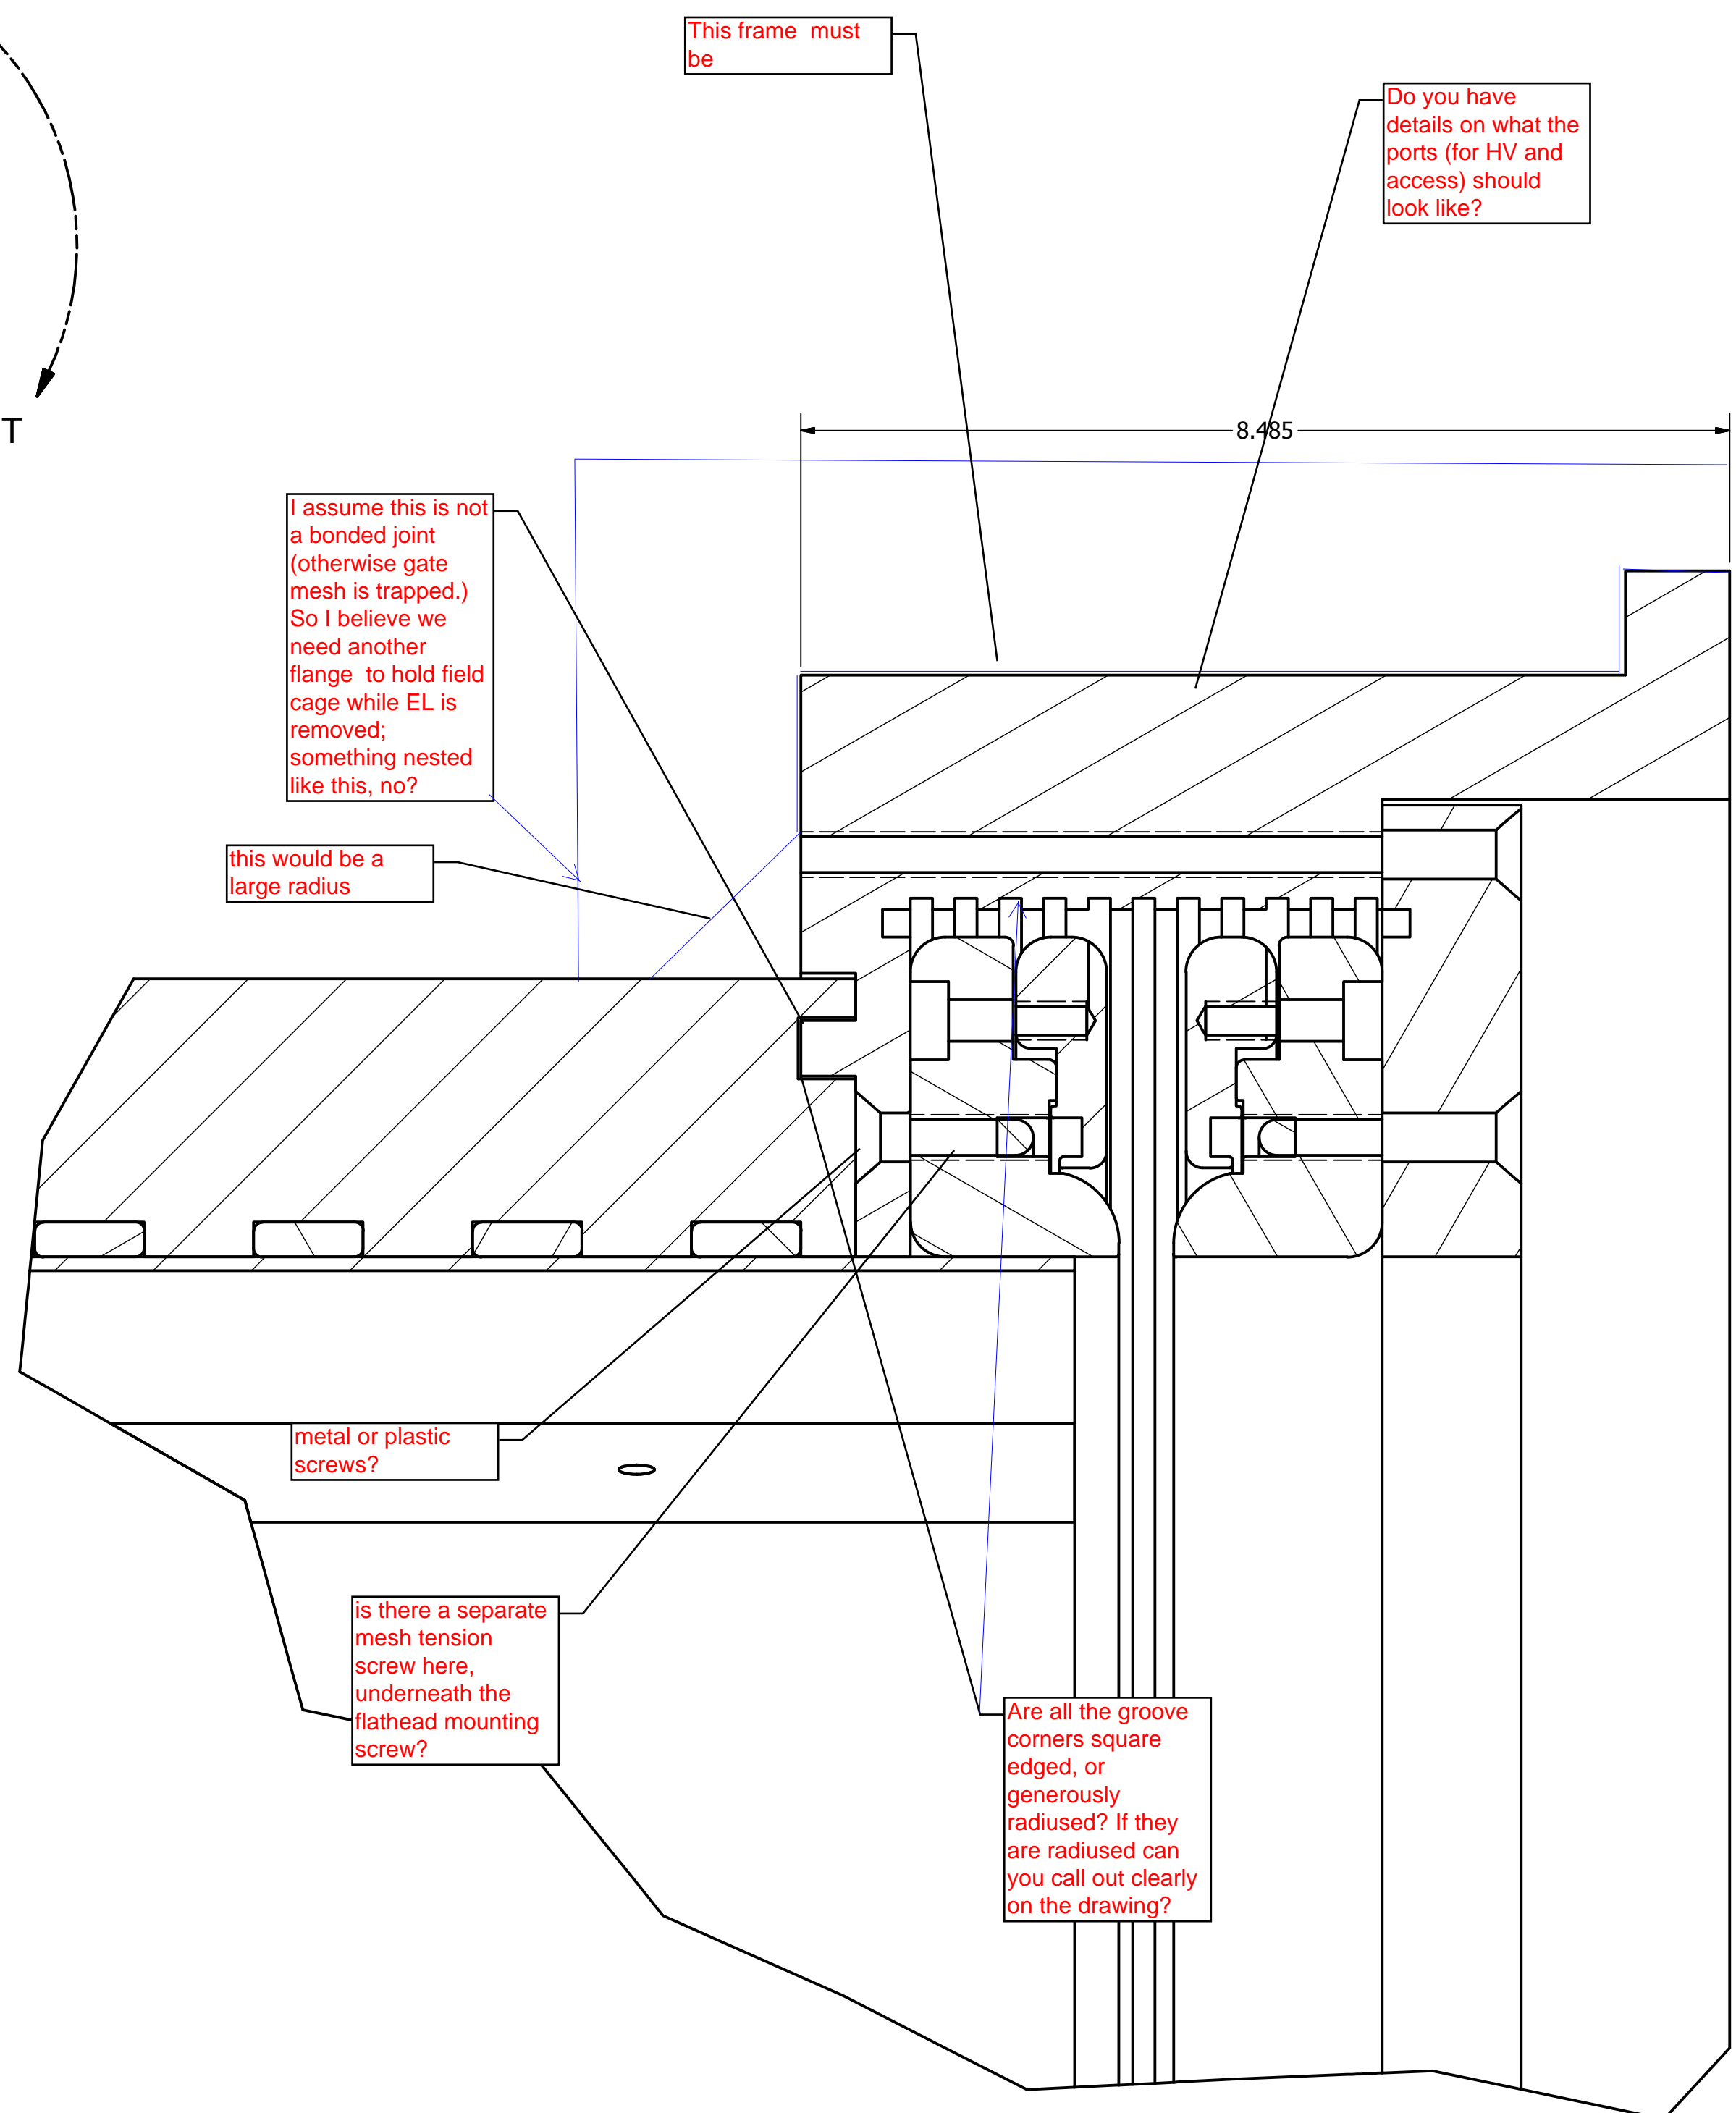 This frame  must
be
Do you have
details on what the
ports (for HV and
access) should
look like?
T
8.485
I assume this is not
a bonded joint
(otherwise gate
mesh is trapped.)
So I believe we
need another
flange  to hold field
cage while EL is
removed;
something nested
like this, no?
this would be a
large radius
metal or plastic
screws?
is there a separate
mesh tension
screw here,
underneath the
flathead mounting
screw?
Are all the groove
corners square
edged, or
generously
radiused? If they
are radiused can
you call out clearly
on the drawing?